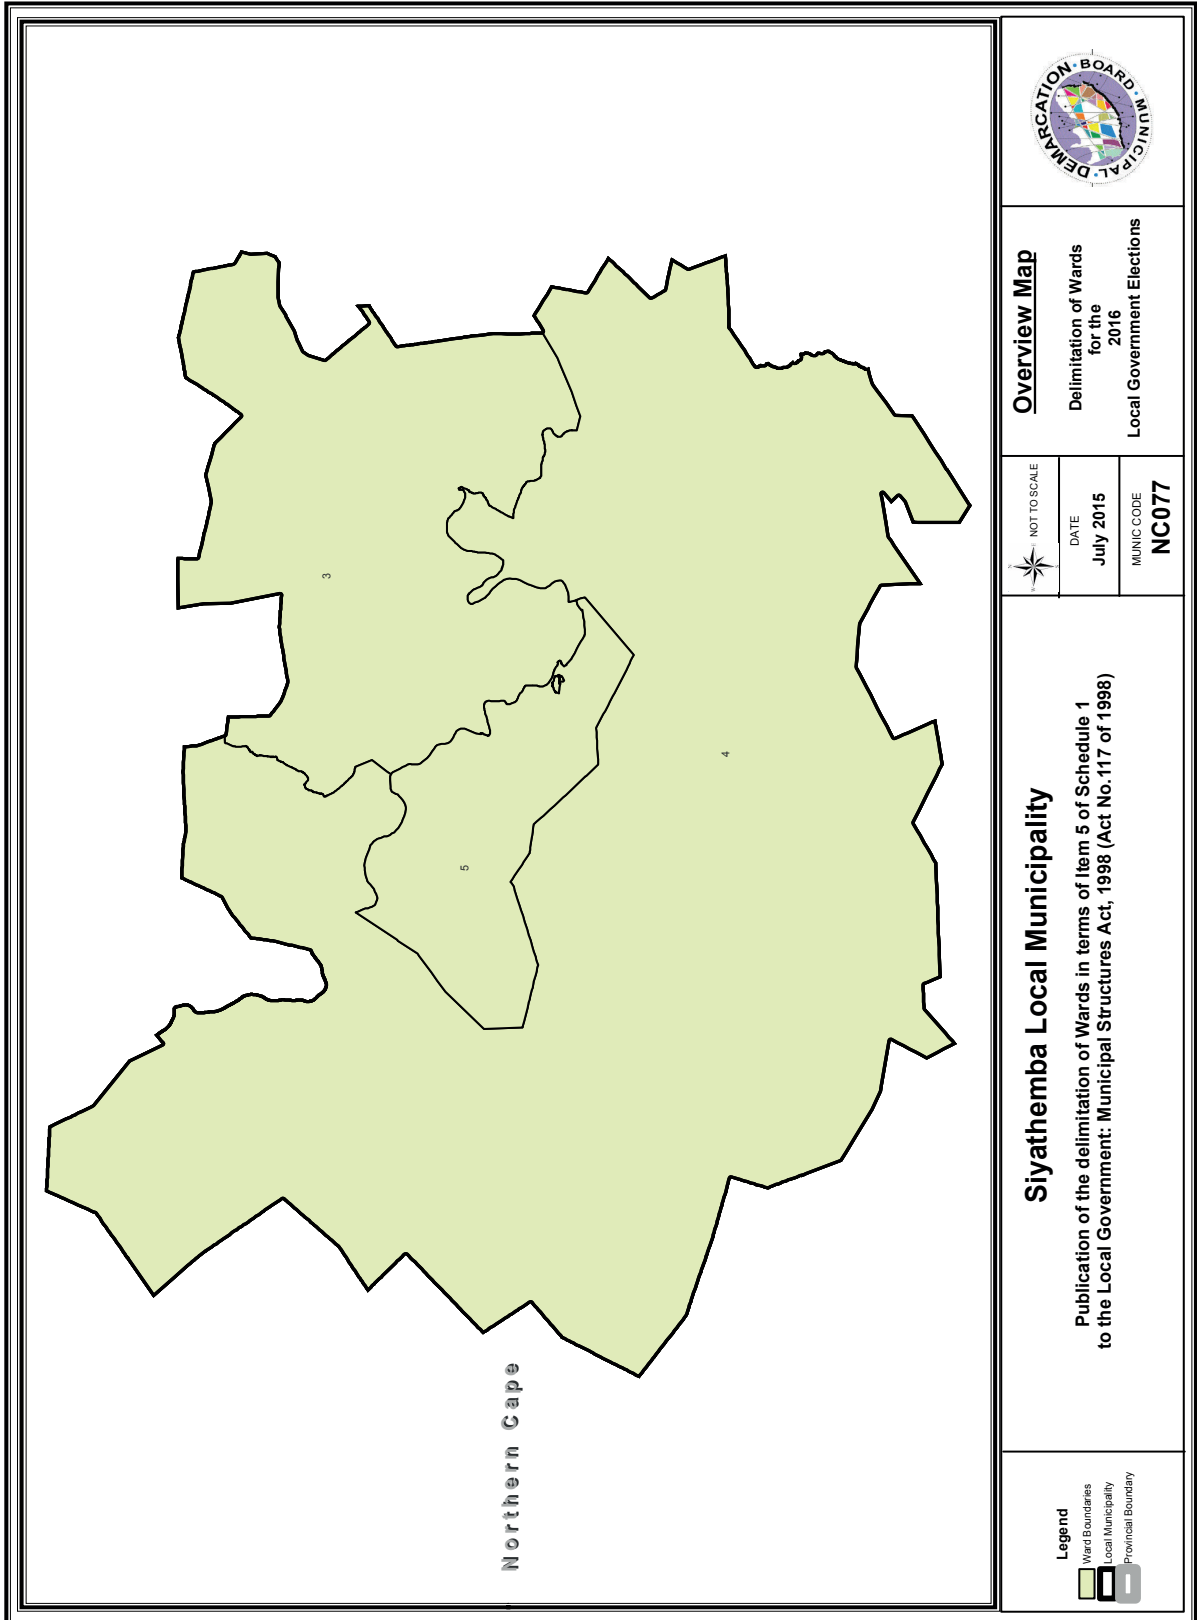 3
4
5
Northern Cape
Legend
Ward Boundaries
Local Municipality
Provincial Boundary
Siyathemba Local Municipality
Publication of the delimitation of Wards in terms of Item 5 of Schedule 1
to the Local Government: Municipal Structures Act, 1998 (Act No.117 of 1998)
NOT TO SCALE
DATE
July 2015
MUNIC CODE
NC077
Overview Map
Delimitation of Wards
for the
2016
Local Government Elections
MUNICIPAL • DEMARCATION • BOARD •